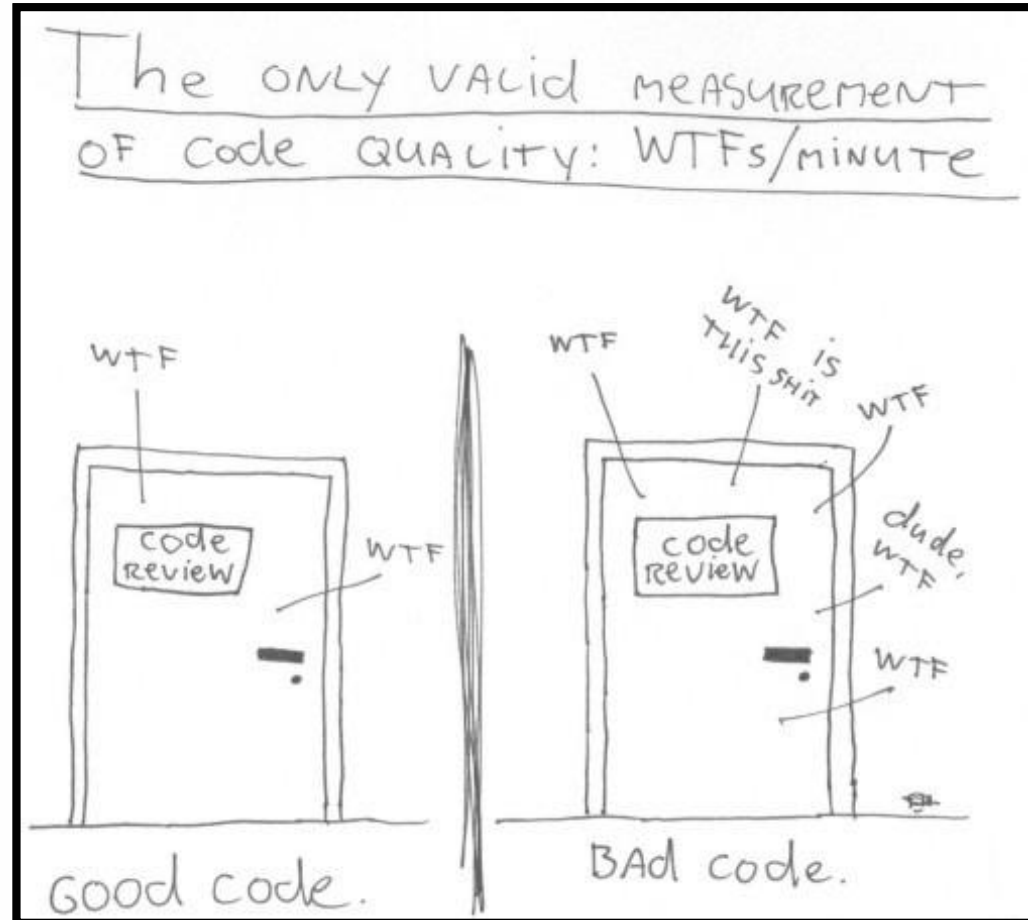 The ONLY VALid MEASUREMENT
OF Code QUALITY: WTFs/MINUTE
WTF
code
REVIEW
WTF
GOOD code.
WTF
WTF is
THiS SHiT
WTF
code
REVIEW
dude,
WTF
WTF
BAd code.